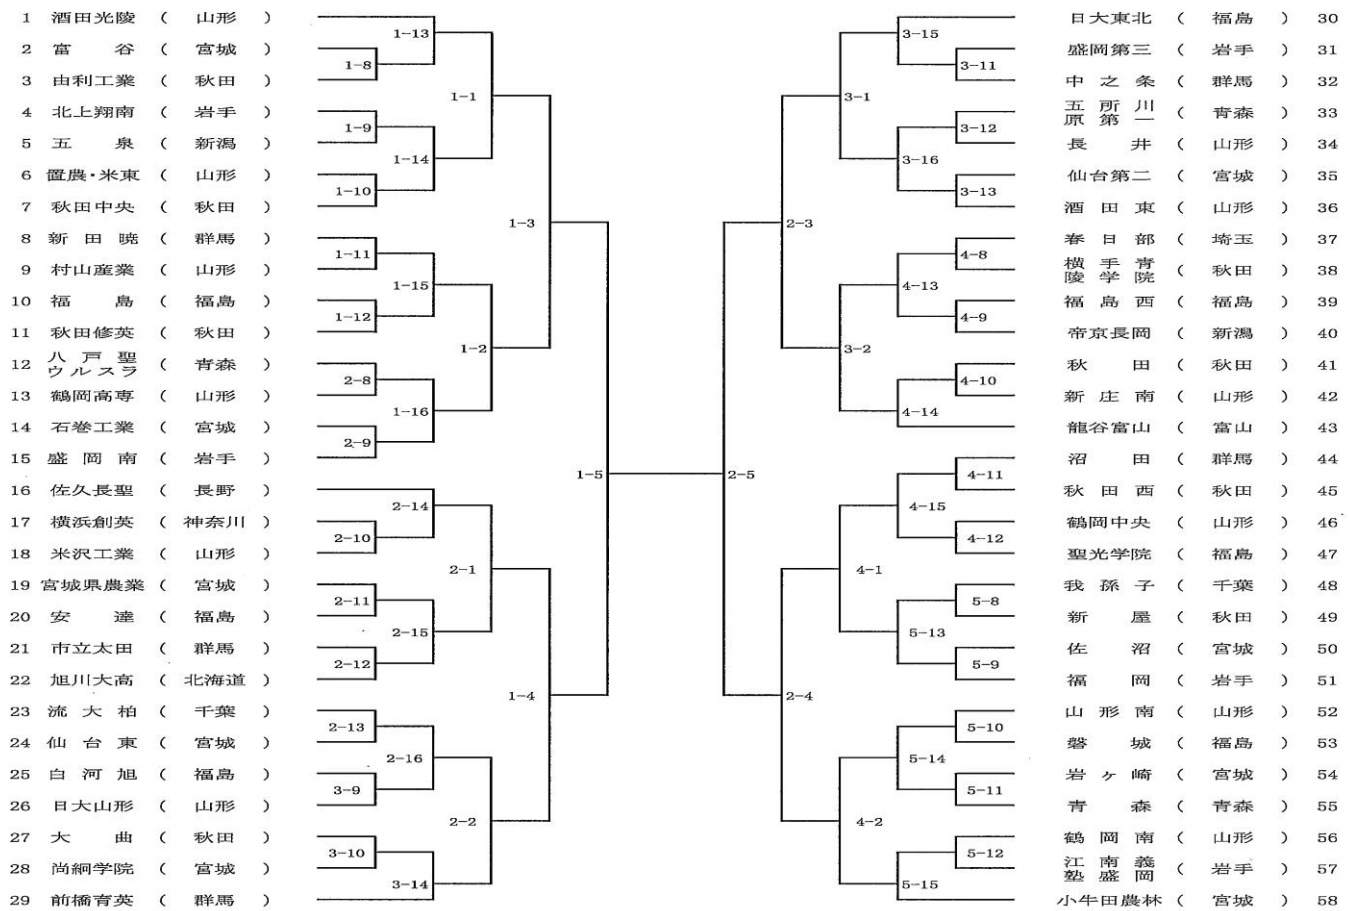 1 酒田光陵 ( 山形 )
2 富谷 ( 宮城 )
3 由利工業 ( 秋田 )
4 北上翔南 ( 岩手 )
5 五泉 ( 新潟 )
6 置農・米東 ( 山形 )
7 秋田中央 ( 秋田 )
8 新田暁 ( 群馬 )
9 村山産業 ( 山形 )
10 福島 ( 福島 )
11 秋田修英 ( 秋田 )
12 八戸聖ウルスラ ( 青森 )
13 鶴岡高専 ( 山形 )
14 石巻工業 ( 宮城 )
15 盛岡南 ( 岩手 )
16 佐久長聖 ( 長野 )
17 横浜創英 ( 神奈川 )
18 米沢工業 ( 山形 )
19 宮城県農業 ( 宮城 )
20 安達 ( 福島 )
21 市立太田 ( 群馬 )
22 旭川大高 ( 北海道 )
23 流大柏 ( 千葉 )
24 仙台東 ( 宮城 )
25 白河旭 ( 福島 )
26 日大山形 ( 山形 )
27 大曲 ( 秋田 )
28 尚絅学院 ( 宮城 )
29 前橋育英 ( 群馬 )
1-13
1-8
1-1
1-9
1-14
1-10
1-3
1-11
1-15
1-12
1-2
2-8
1-16
2-9
1-5
2-14
2-10
2-1
2-11
2-15
2-12
1-4
2-13
2-16
3-9
2-2
3-10
3-14
3-15
3-11
3-1
3-12
3-16
3-13
2-3
4-8
4-13
4-9
3-2
4-10
4-14
2-5
4-11
4-15
4-12
4-1
5-8
5-13
5-9
2-4
5-10
5-14
5-11
4-2
5-12
5-15
日大東北 ( 福島 ) 30
盛岡第三 ( 岩手 ) 31
中之条 ( 群馬 ) 32
五所川原第一 ( 青森 ) 33
長井 ( 山形 ) 34
仙台第二 ( 宮城 ) 35
酒田東 ( 山形 ) 36
春日部 ( 埼玉 ) 37
横手青陵学院 ( 秋田 ) 38
福島西 ( 福島 ) 39
帝京長岡 ( 新潟 ) 40
秋田 ( 秋田 ) 41
新庄南 ( 山形 ) 42
龍谷富山 ( 富山 ) 43
沼田 ( 群馬 ) 44
秋田西 ( 秋田 ) 45
鶴岡中央 ( 山形 ) 46
聖光学院 ( 福島 ) 47
我孫子 ( 千葉 ) 48
新屋 ( 秋田 ) 49
佐沼 ( 宮城 ) 50
福岡 ( 岩手 ) 51
山形南 ( 山形 ) 52
磐城 ( 福島 ) 53
岩ヶ崎 ( 宮城 ) 54
青森 ( 青森 ) 55
鶴岡南 ( 山形 ) 56
江南義塾盛岡 ( 岩手 ) 57
小牛田農林 ( 宮城 ) 58